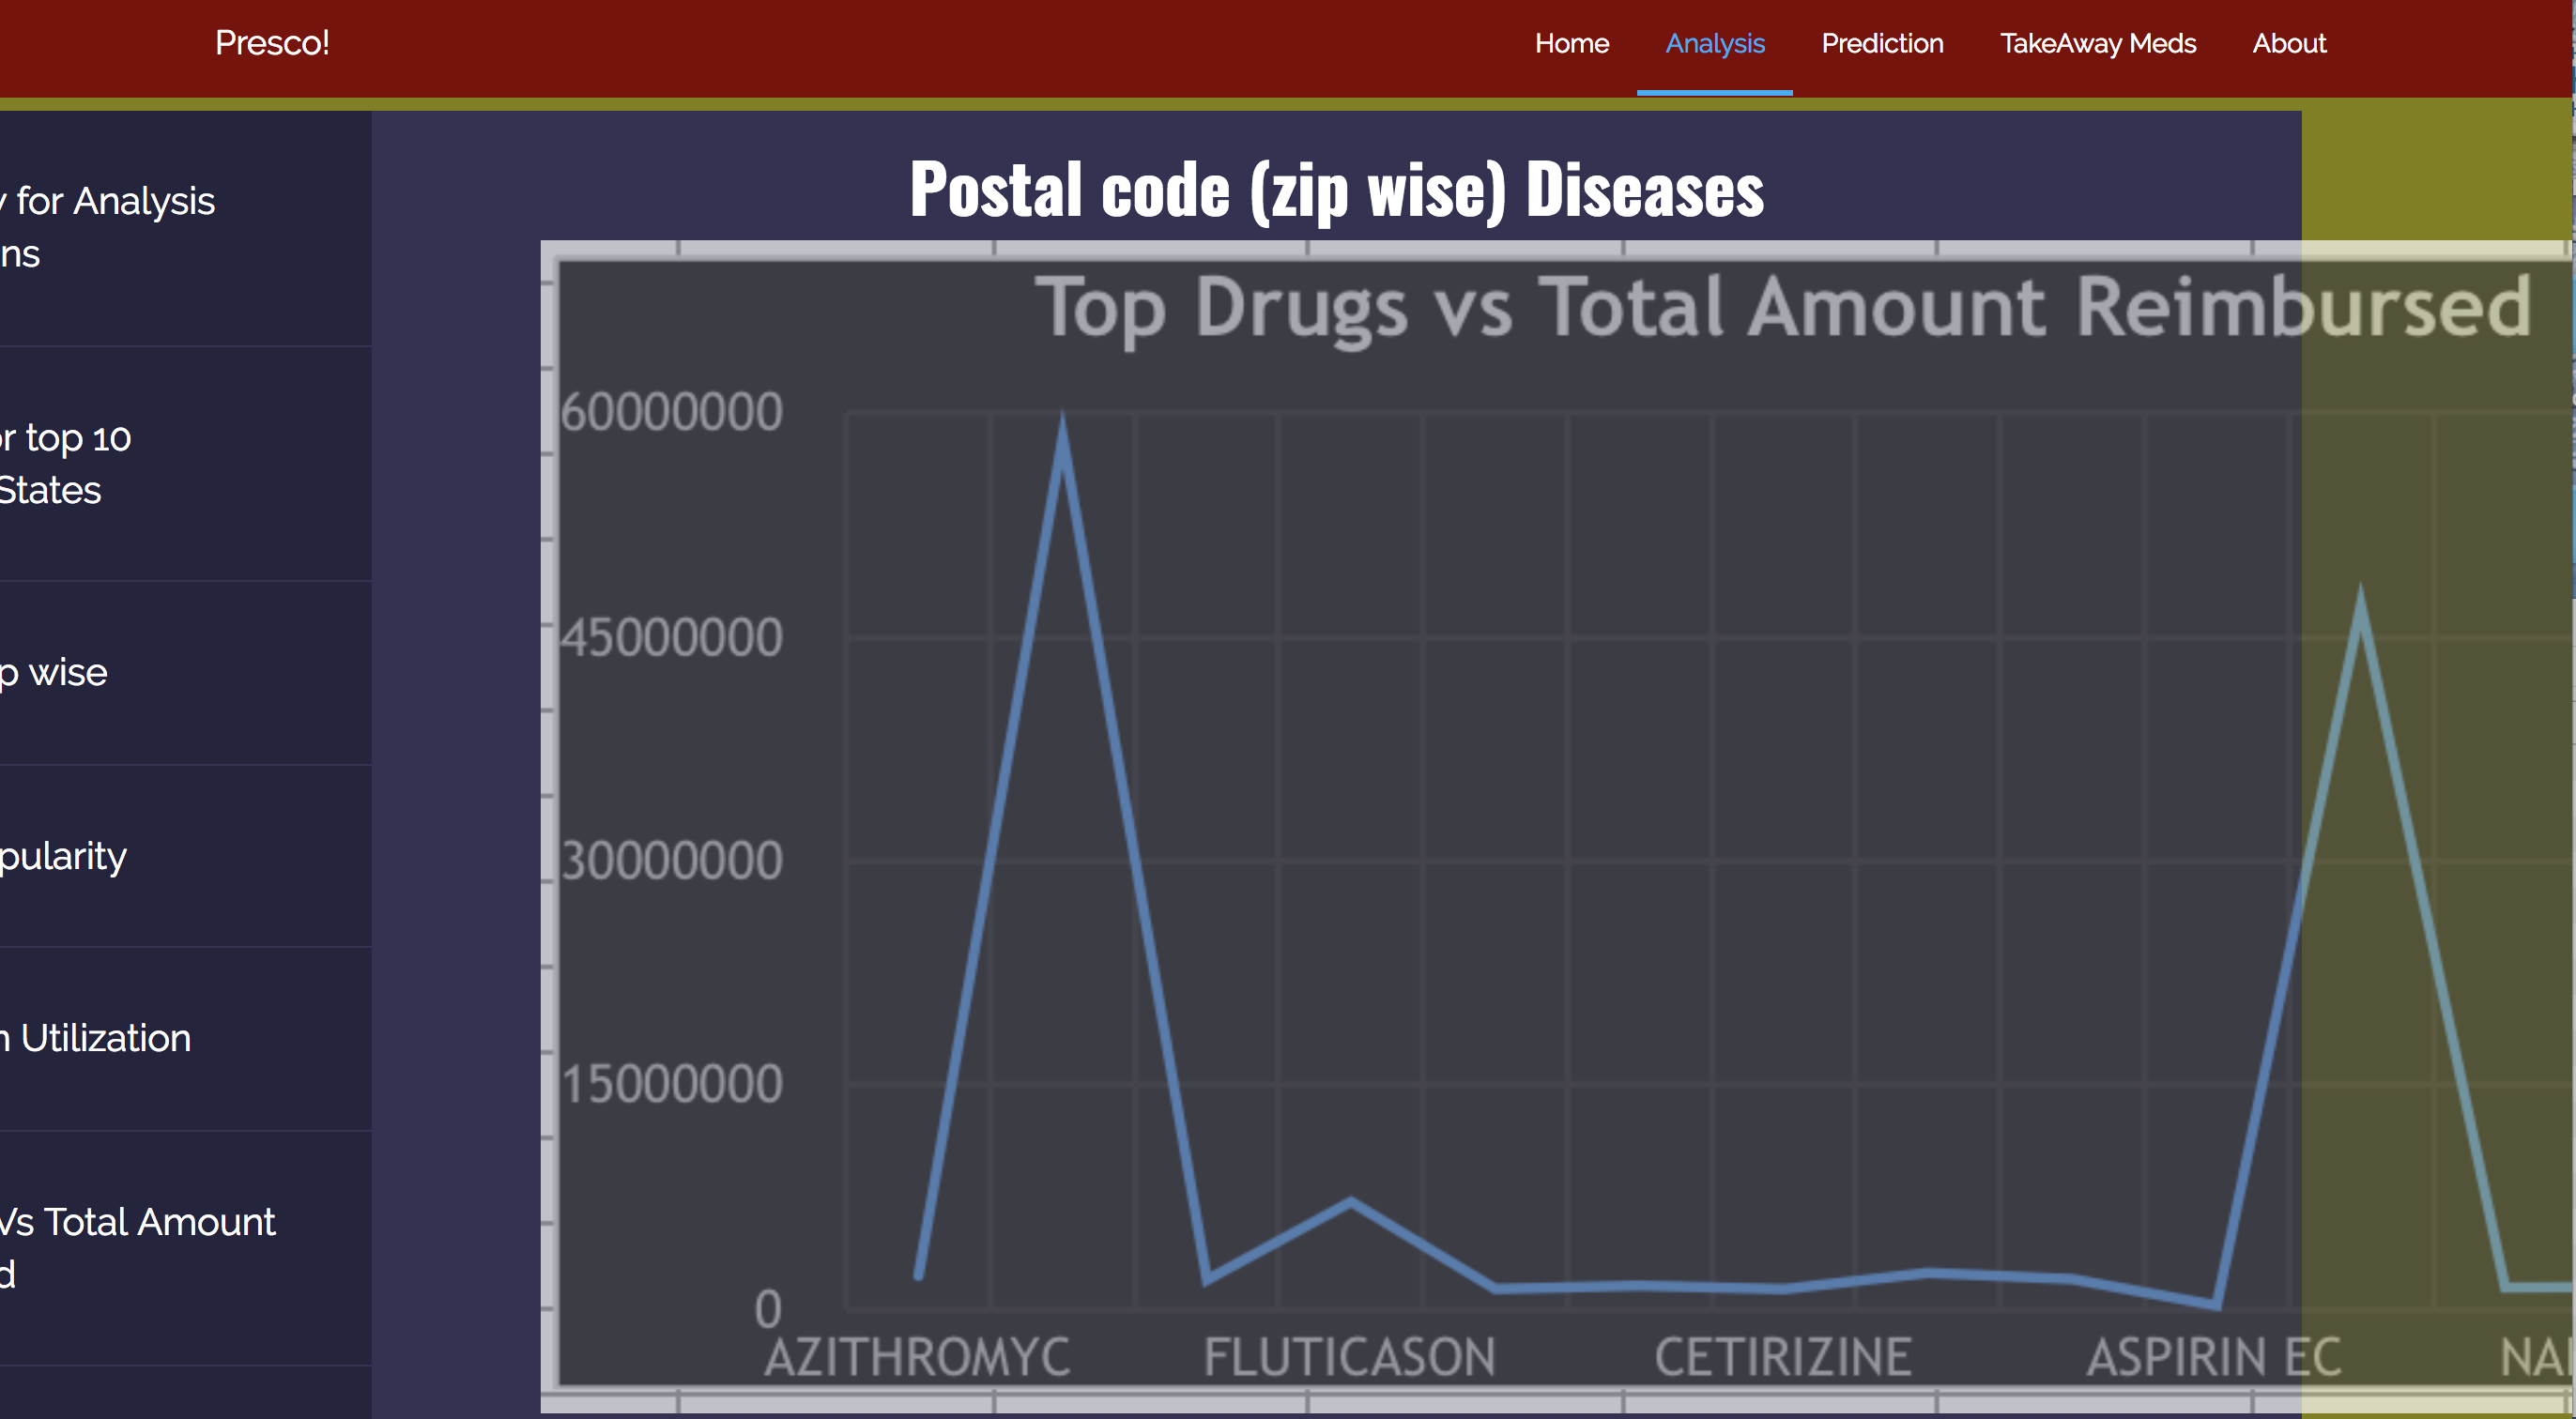 Presco!
Home Analysis Prediction TakeAway Meds About
for Analysis
ns
r top 10
States
p wise
pularity
n Utilization
Vs Total Amount
d
Postal code (zip wise) Diseases
Top Drugs vs Total Amount Reimbursed
60000000
45000000
30000000
15000000
0
AZITHROMYC FLUTICASON CETIRIZINE ASPIRIN EC NA